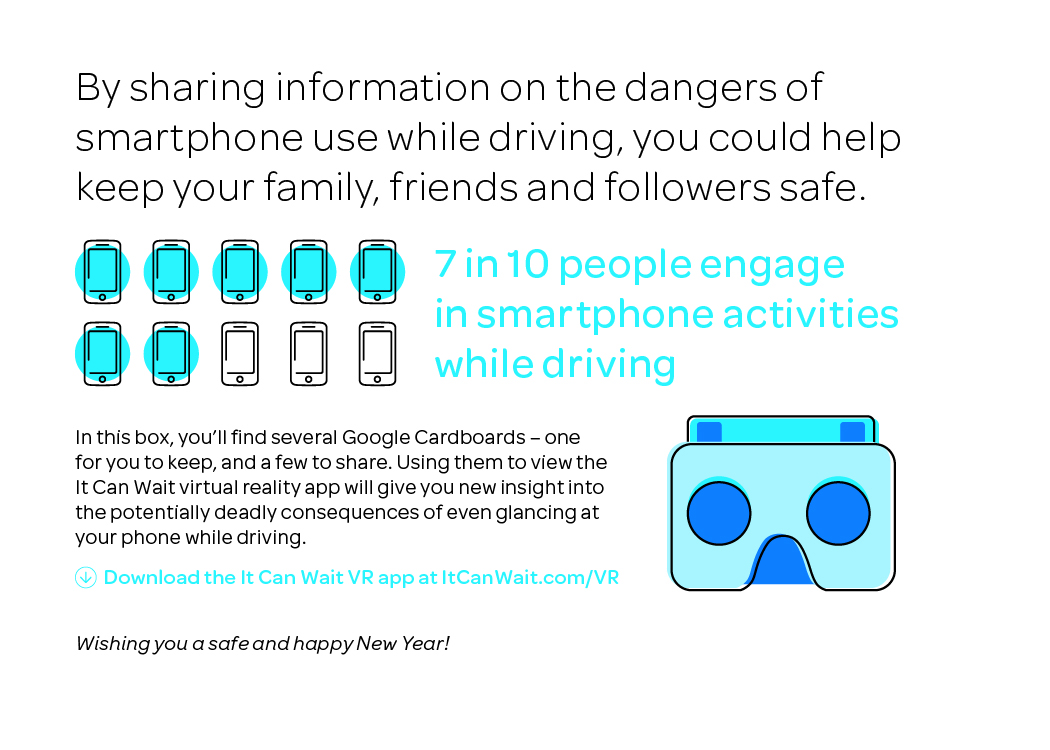 By sharing information on the dangers of
smartphone use while driving, you could help
keep your family, friends and followers safe.
7 in 10 people engage
in smartphone activities
while driving
In this box, you'll find several Google Cardboards – one
for you to keep, and a few to share. Using them to view the
It Can Wait virtual reality app will give you new insight into
the potentially deadly consequences of even glancing at
your phone while driving.
Download the It Can Wait VR app at ItCanWait.com/VR
Wishing you a safe and happy New Year!